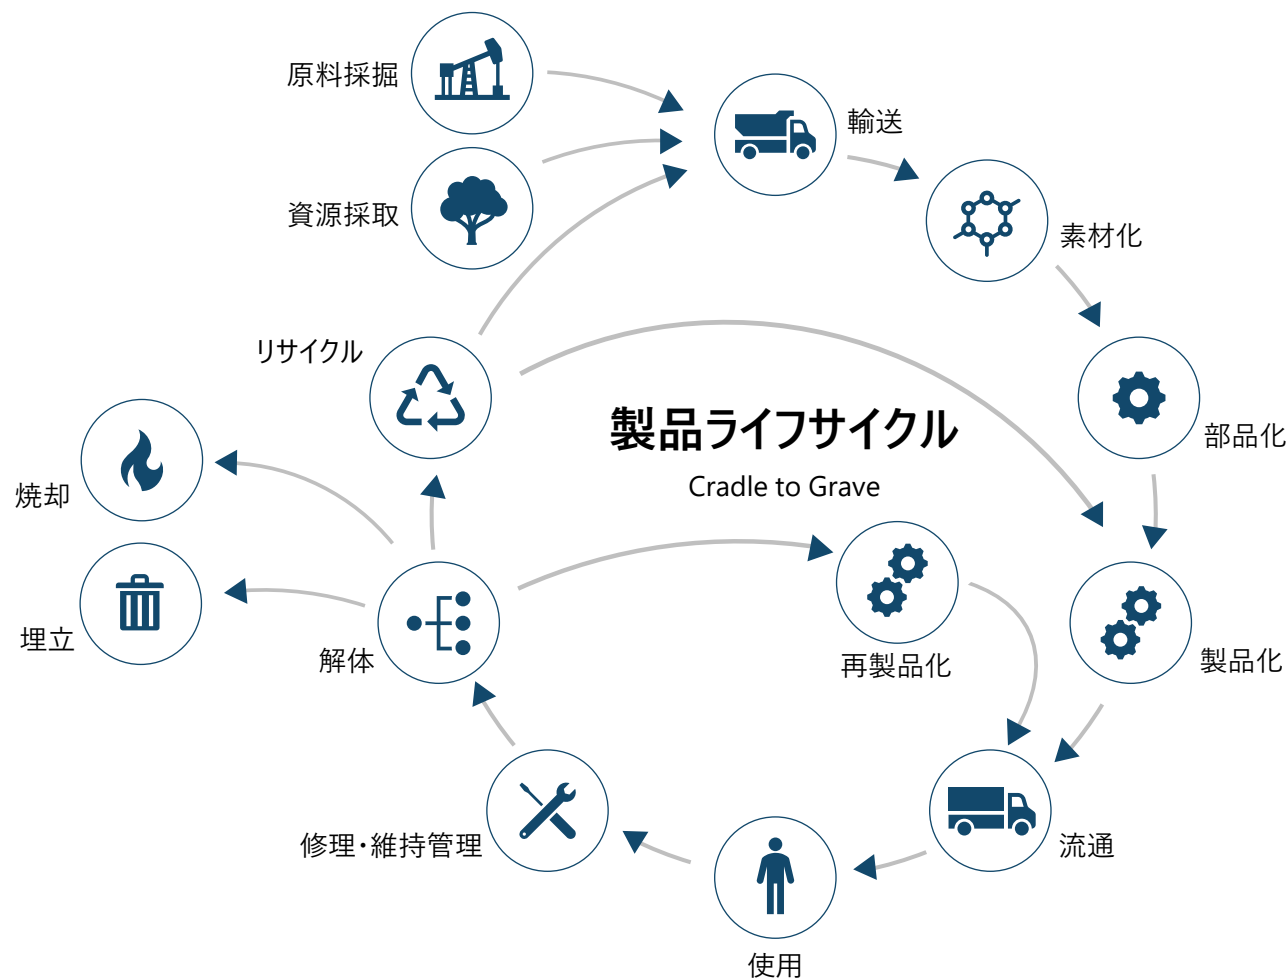 原料採掘
輸送
資源採取
素材化
リサイクル
製品ライフサイクル
部品化
Cradle to Grave
焼却
埋立
解体
再製品化
製品化
修理・維持管理
流通
使用